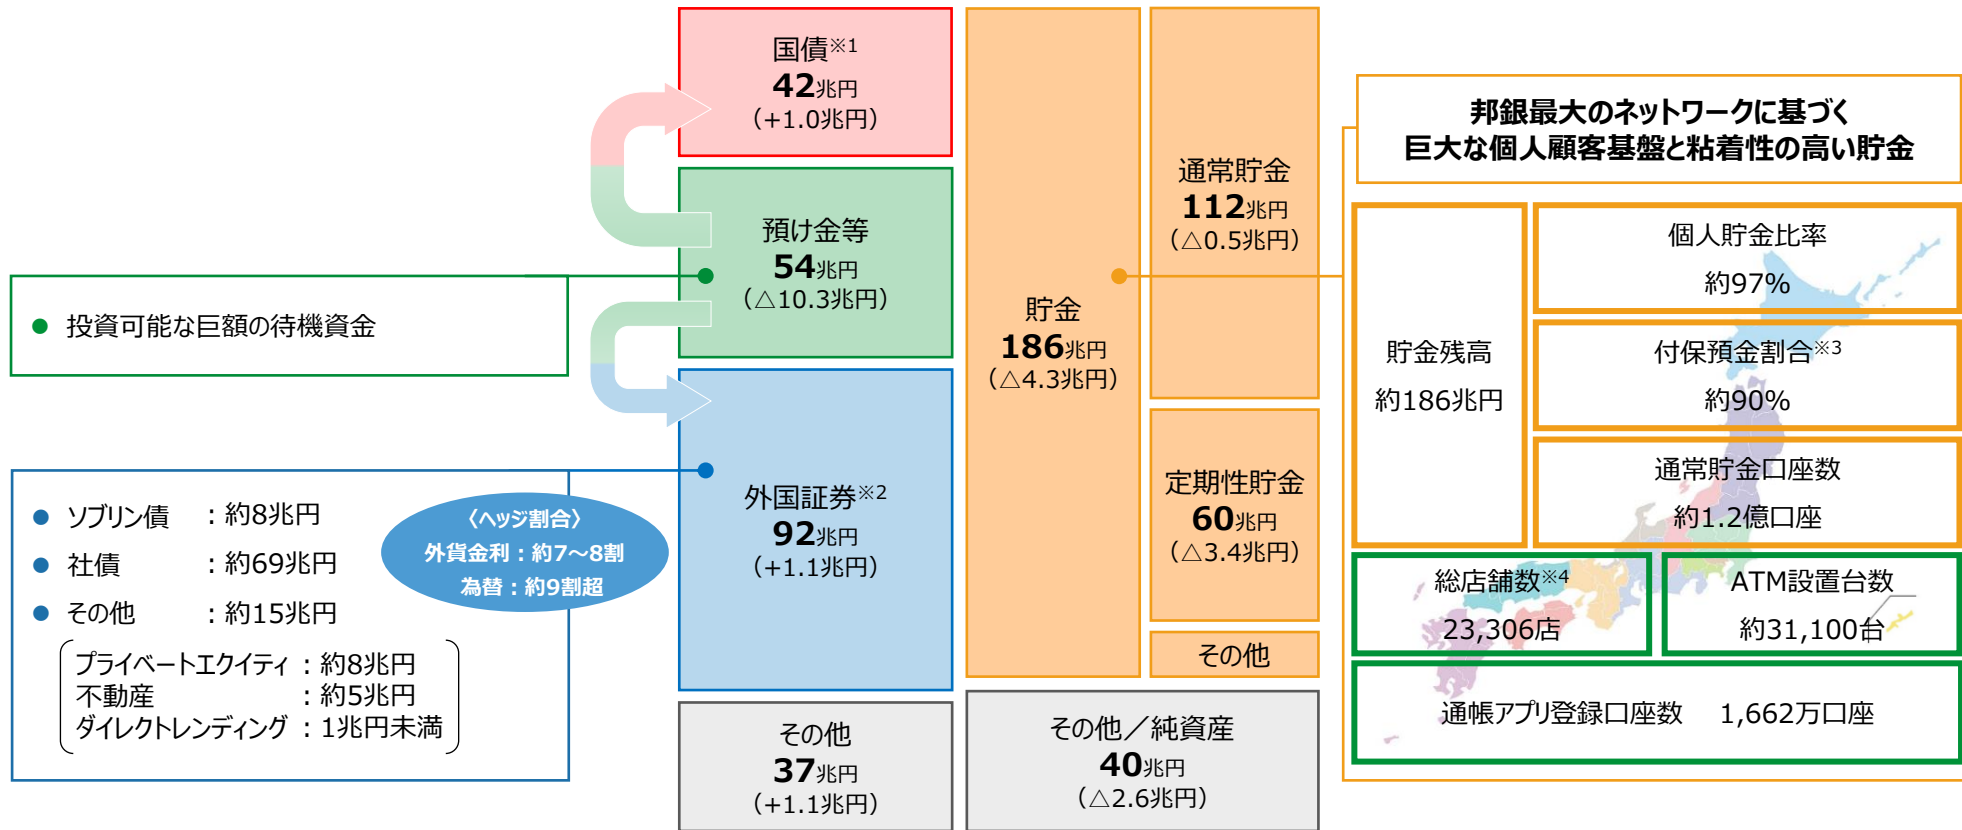 国債※1
42兆円
（+1.0兆円）
預け金等
54兆円
（△10.3兆円）
外国証券※2
92兆円
（+1.1兆円）
その他
37兆円
（+1.1兆円）
● 投資可能な巨額の待機資金
● ソブリン債 ：約8兆円
● 社債 ：約69兆円
● その他 ：約15兆円
プライベートエクイティ：約8兆円
不動産 ：約5兆円
ダイレクトレンディング ：1兆円未満
〈ヘッジ割合〉
外貨金利：約7～8割
為替：約9割超
貯金
186兆円
（△4.3兆円）
通常貯金
112兆円
（△0.5兆円）
定期性貯金
60兆円
（△3.4兆円）
その他
その他／純資産
40兆円
（△2.6兆円）
邦銀最大のネットワークに基づく
巨大な個人顧客基盤と粘着性の高い貯金
貯金残高
約186兆円
個人貯金比率
約97%
付保預金割合※3
約90%
通常貯金口座数
約1.2億口座
総店舗数※4
23,306店
ATM設置台数
約31,100台
通帳アプリ登録口座数 1,662万口座